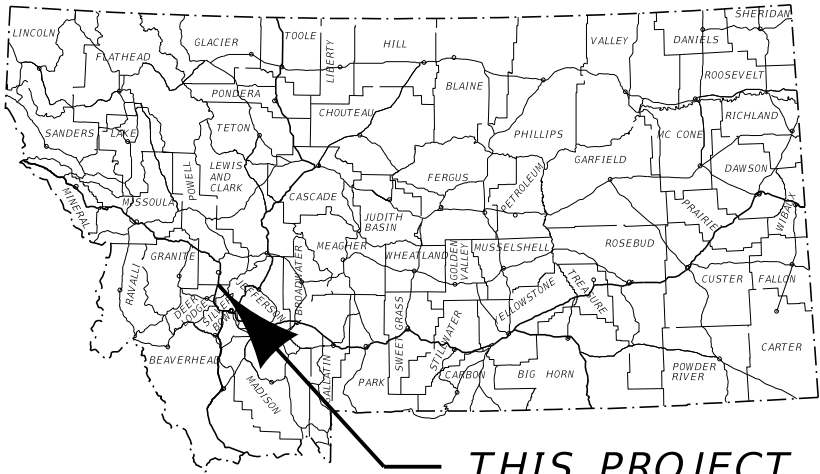 SHERIDAN
LINCOLN
GLACIER
TOOLE
LIBERTY
HILL
VALLEY
DANIELS
FLATHEAD
ROOSEVELT
PONDERA
BLAINE
CHOUTEAU
RICHLAND
SANDERS
LAKE
TETON
PHILLIPS
MC CONE
GARFIELD
LEWIS
AND
CLARK
POWELL
FERGUS
PETROLEUM
DAWSON
MINERAL
MISSOULA
CASCADE
JUDITH
BASIN
PRAIRIE
WIBAUX
GRANITE
MEAGHER
WHEATLAND
GOLDEN
VALLEY
MUSSELSHELL
ROSEBUD
RAVALLI
BROADWATER
CUSTER
FALLON
DEER
LODGE
SILVER
BOW
JEFFERSON
YELLOWSTONE
TREASURE
SWEET GRASS
STILLWATER
CARTER
BEAVERHEAD
MADISON
GALLATIN
PARK
CARBON
BIG HORN
POWDER
RIVER
THIS PROJECT